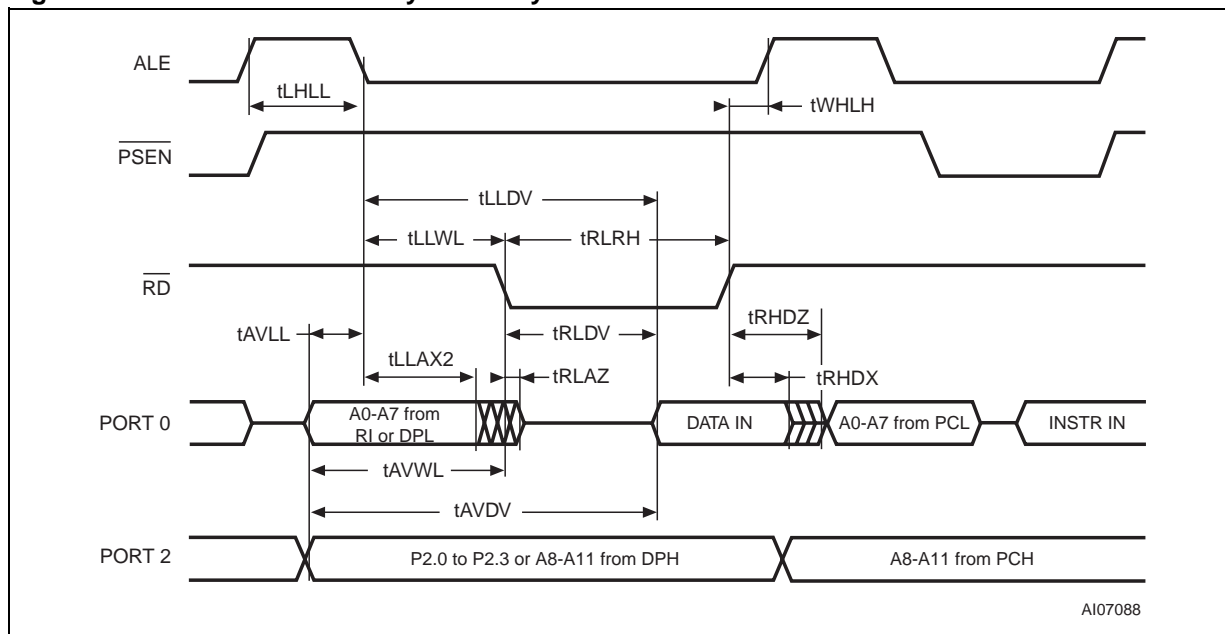 ALE
tLHLL
tWHLH
PSEN
tLLDV
tLLWL
tRLRH
RD
tAVLL
tRLDV
tRHDZ
tLLAX2
tRLAZ
tRHDX
PORT 0
A0-A7 from
RI or DPL
DATA IN
A0-A7 from PCL
INSTR IN
tAVWL
tAVDV
PORT 2
P2.0 to P2.3 or A8-A11 from DPH
A8-A11 from PCH
AI07088